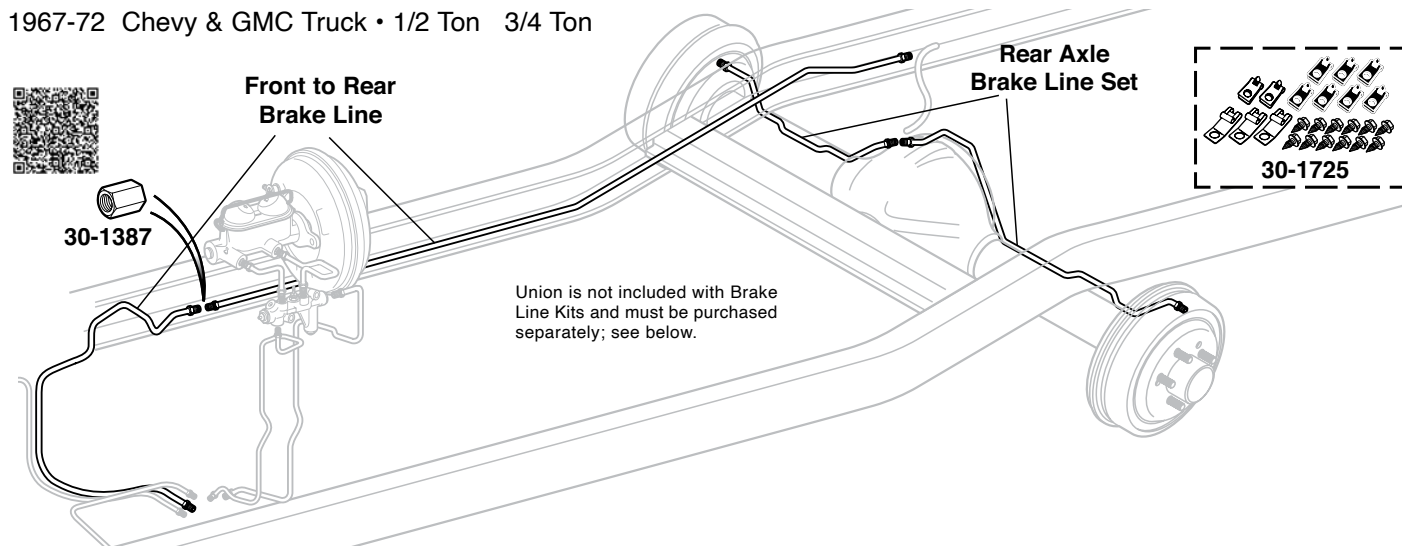 1967-72 Chevy & GMC Truck • 1/2 Ton 3/4 Ton
Front to Rear
Brake Line
Rear Axle
Brake Line Set
30-1725
30-1387
Union is not included with Brake
Line Kits and must be purchased
separately; see below.